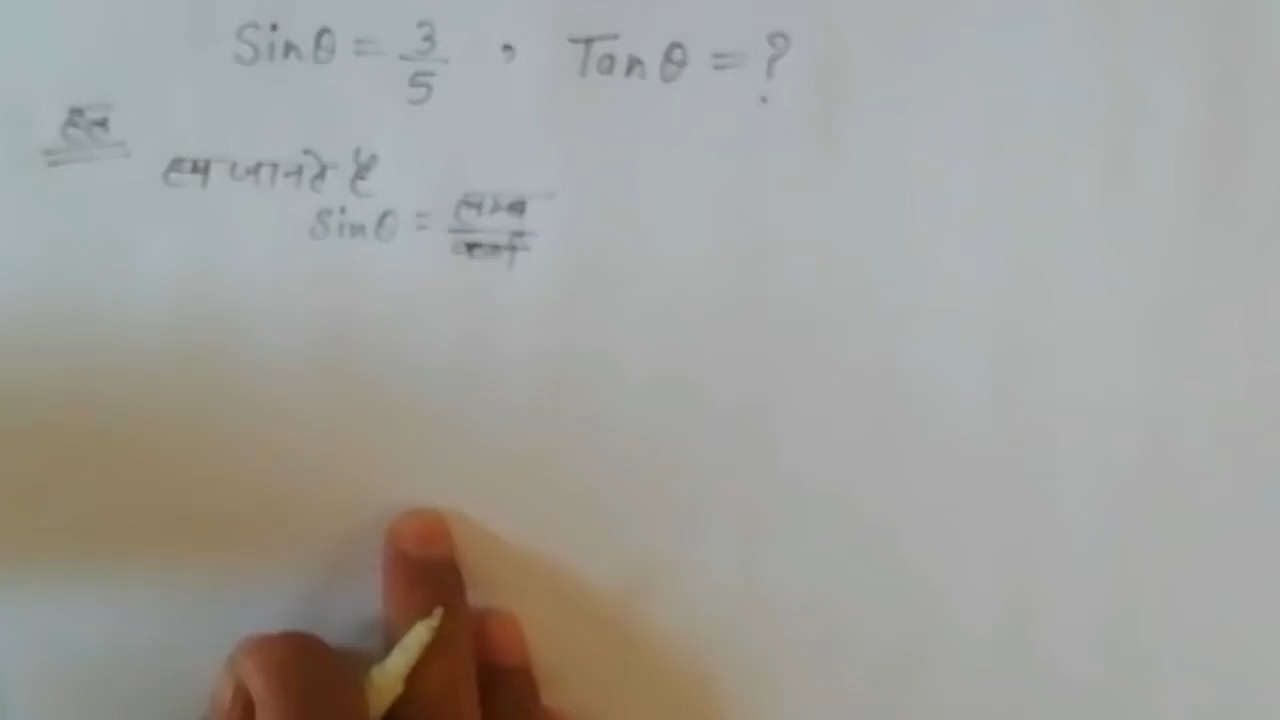 Sinθ = 3/5 , Tanθ = ?
हल
हम जानते है
Sinθ = लम्ब/कर्ण